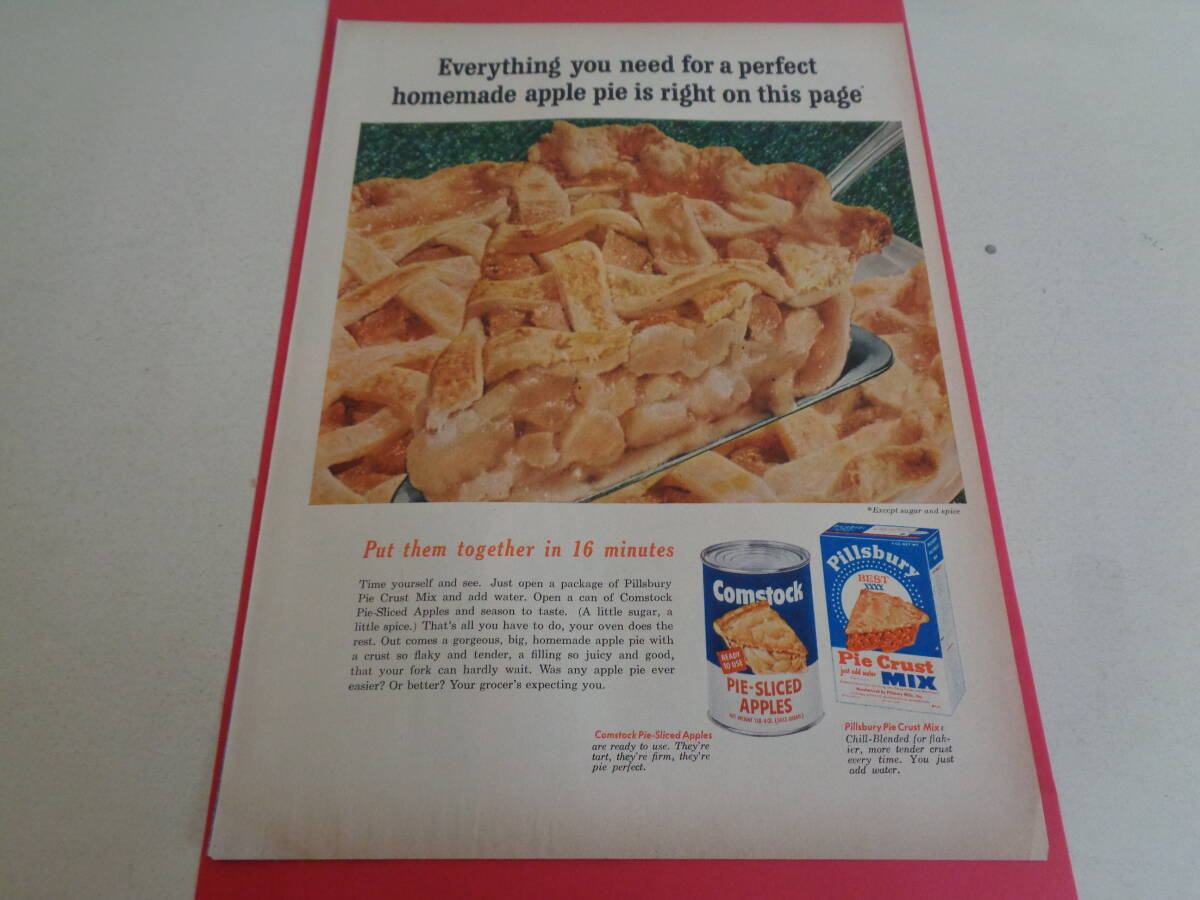 Everything you need for a perfect
homemade apple pie is right on this page*
*Except sugar and spice
Put them together in 16 minutes
Time yourself and see. Just open a package of Pillsbury
Pie Crust Mix and add water. Open a can of Comstock
Pie-Sliced Apples and season to taste. (A little sugar, a
little spice.) That's all you have to do, your oven does the
rest. Out comes a gorgeous, big, homemade apple pie with
a crust so flaky and tender, a filling so juicy and good,
that your fork can hardly wait. Was any apple pie ever
easier? Or better? Your grocer's expecting you.
Comstock
READY
TO USE
PIE-SLICED
APPLES
Pillsbury
BEST
XXXX
Pie Crust
just add water
MIX
Comstock Pie-Sliced Apples
are ready to use. They're
tart, they're firm, they're
pie perfect.
Pillsbury Pie Crust Mix:
Chill-Blended for flak-
ier, more tender crust
every time. You just
add water.